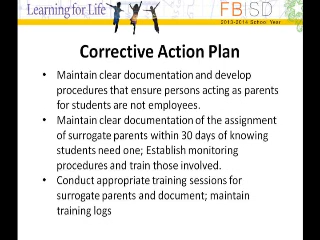 Learning for Life
FBISD
2013-2014 School Year
Corrective Action Plan
• Maintain clear documentation and develop
procedures that ensure persons acting as parents
for students are not employees.
• Maintain clear documentation of the assignment
of surrogate parents within 30 days of knowing
students need one; Establish monitoring
procedures and train those involved.
• Conduct appropriate training sessions for
surrogate parents and document; maintain
training logs